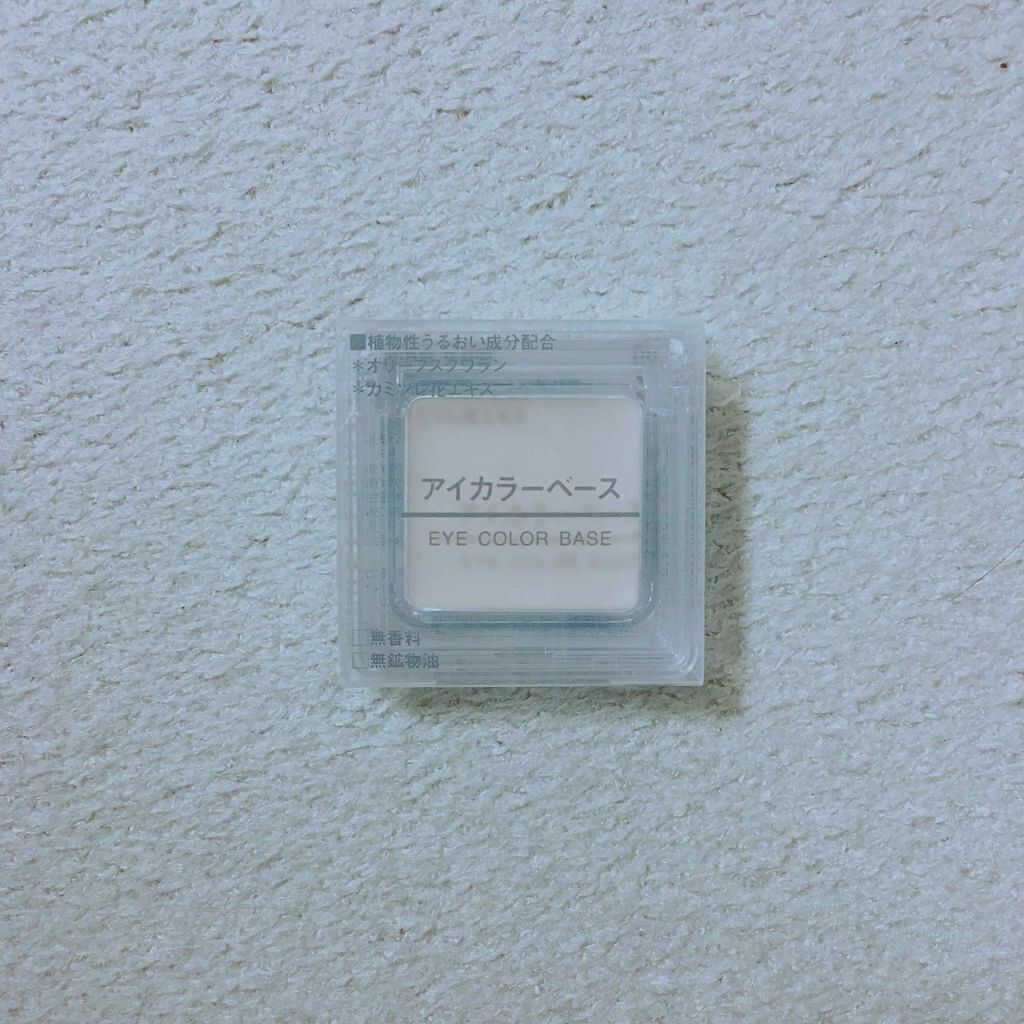 ■植物性うるおい成分配合
*オリーブスクワラン
*カミツレ花エキス
アイカラーベース
EYE COLOR BASE
□無香料
□無鉱物油